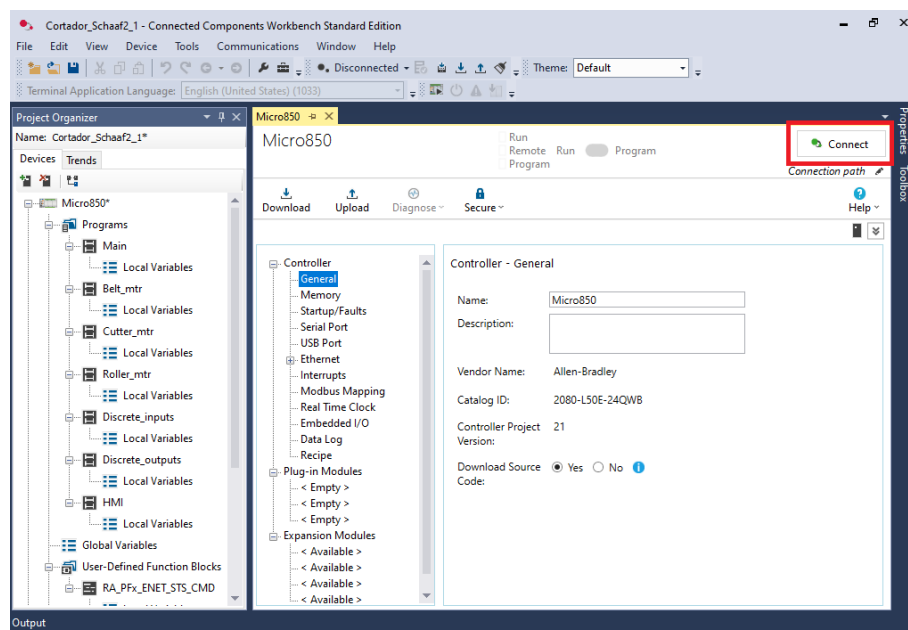 Cortador_Schaaf2_1 - Connected Components Workbench Standard Edition
File Edit View Device Tools Communications Window Help
Disconnected Theme: Default
Terminal Application Language: English (United States) (1033)
Project Organizer
Name: Cortador_Schaaf2_1*
Devices Trends
Micro850*
Programs
Main
Local Variables
Belt_mtr
Local Variables
Cutter_mtr
Local Variables
Roller_mtr
Local Variables
Discrete_inputs
Local Variables
Discrete_outputs
Local Variables
HMI
Local Variables
Global Variables
User-Defined Function Blocks
RA_PFx_ENET_STS_CMD
Micro850
Micro850
Run
Remote Run Program
Program
Connect
Connection path
Download Upload Diagnose Secure Help
Controller
General
Memory
Startup/Faults
Serial Port
USB Port
Ethernet
Interrupts
Modbus Mapping
Real Time Clock
Embedded I/O
Data Log
Recipe
Plug-in Modules
< Empty >
< Empty >
< Empty >
Expansion Modules
< Available >
< Available >
< Available >
< Available >
Controller - General
Name: Micro850
Description:
Vendor Name: Allen-Bradley
Catalog ID: 2080-L50E-24QWB
Controller Project 21
Version:
Download Source Yes No
Code:
Properties
Toolbox
Output